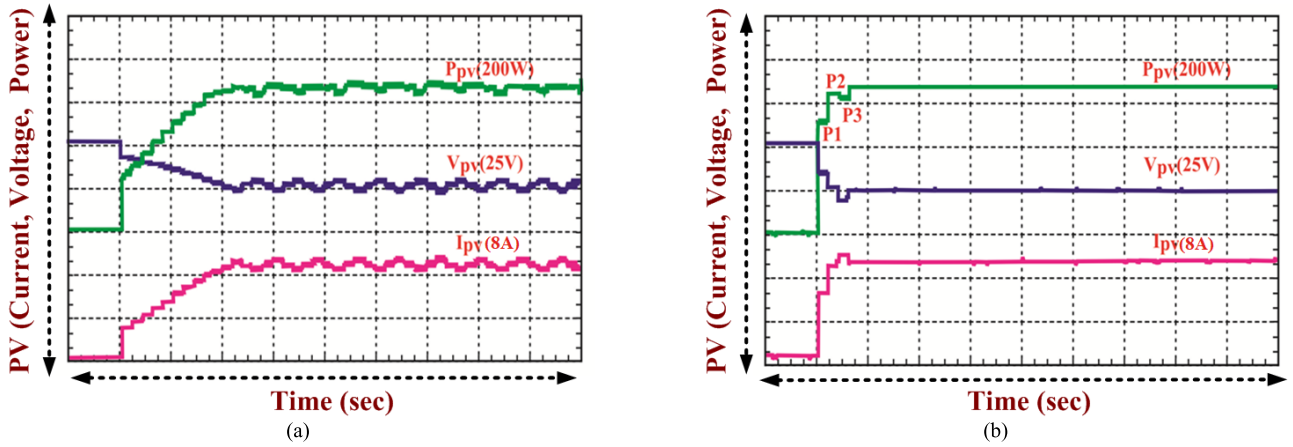 PV (Current, Voltage, Power)
Ppv(200W)
Vpv(25V)
Ipv(8A)
Time (sec)
(a)
PV (Current, Voltage, Power)
Ppv(200W)
P2
P3
P1
Vpv(25V)
Ipv(8A)
Time (sec)
(b)